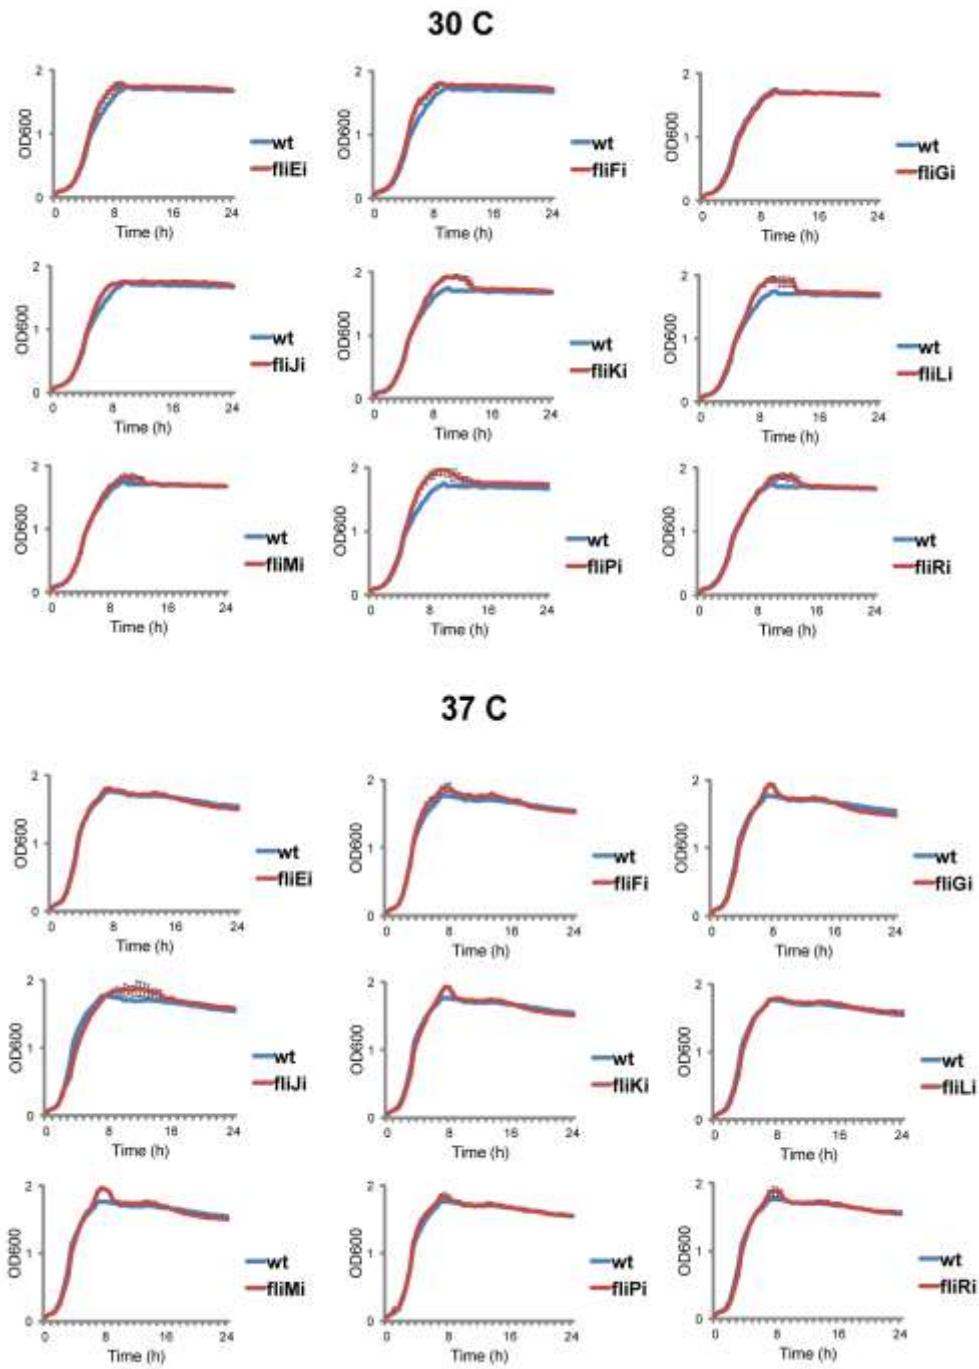 30 C
2
1
0
OD600
0 8 16 24
Time (h)
wt
fliEi
2
1
0
OD600
0 8 16 24
Time (h)
wt
fliFi
2
1
0
OD600
0 8 16 24
Time (h)
wt
fliGi
2
1
0
OD600
0 8 16 24
Time (h)
wt
fliJi
2
1
0
OD600
0 8 16 24
Time (h)
wt
fliKi
2
1
0
OD600
0 8 16 24
Time (h)
wt
fliLi
2
1
0
OD600
0 8 16 24
Time (h)
wt
fliMi
2
1
0
OD600
0 8 16 24
Time (h)
wt
fliPi
2
1
0
OD600
0 8 16 24
Time (h)
wt
fliRi
37 C
2
1
0
OD600
0 8 16 24
Time (h)
wt
fliEi
2
1
0
OD600
0 8 16 24
Time (h)
wt
fliFi
2
1
0
OD600
0 8 16 24
Time (h)
wt
fliGi
2
1
0
OD600
0 8 16 24
Time (h)
wt
fliJi
2
1
0
OD600
0 8 16 24
Time (h)
wt
fliKi
2
1
0
OD600
0 8 16 24
Time (h)
wt
fliLi
2
1
0
OD600
0 8 16 24
Time (h)
wt
fliMi
2
1
0
OD600
0 8 16 24
Time (h)
wt
fliPi
2
1
0
OD600
0 8 16 24
Time (h)
wt
fliRi